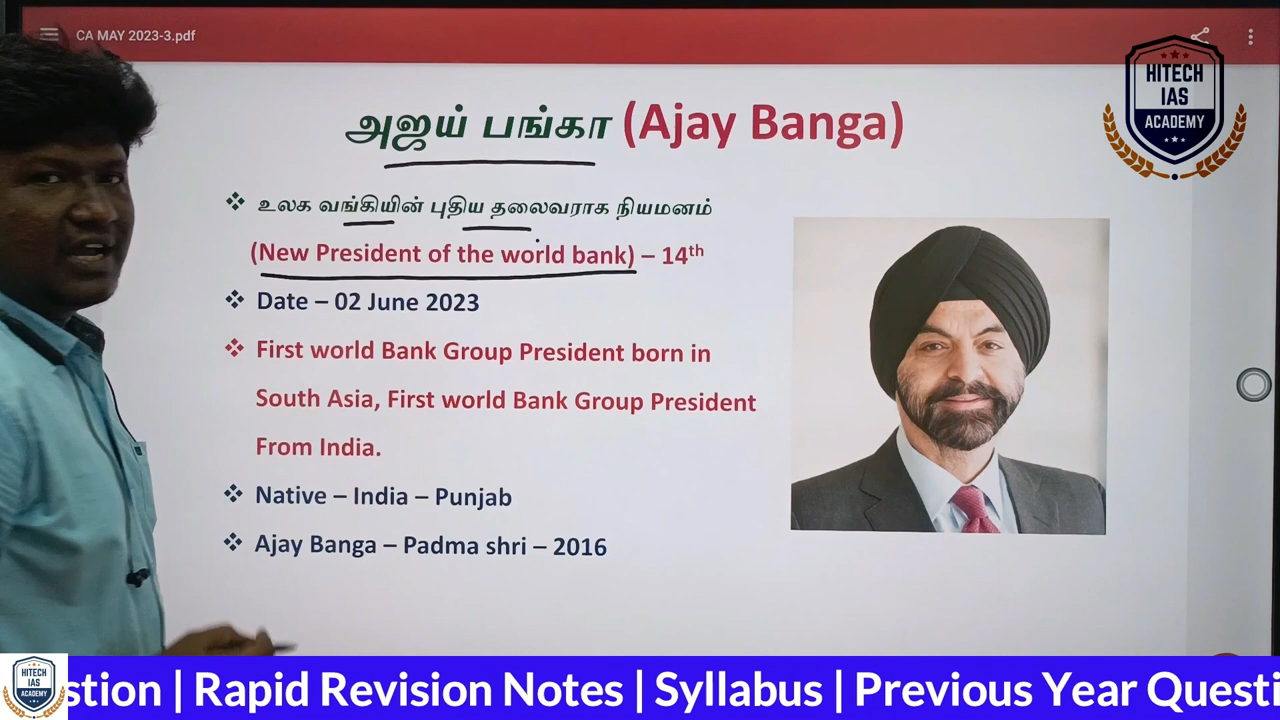 CA MAY 2023-3.pdf
HITECH
IAS
ACADEMY
அஜய் பங்கா (Ajay Banga)
❖ உலக வங்கியின் புதிய தலைவராக நியமனம்
(New President of the world bank) – 14th
❖ Date – 02 June 2023
❖ First world Bank Group President born in
South Asia, First world Bank Group President
From India.
❖ Native – India – Punjab
❖ Ajay Banga – Padma shri – 2016
HITECH
IAS
ACADEMY
stion | Rapid Revision Notes | Syllabus | Previous Year Questi